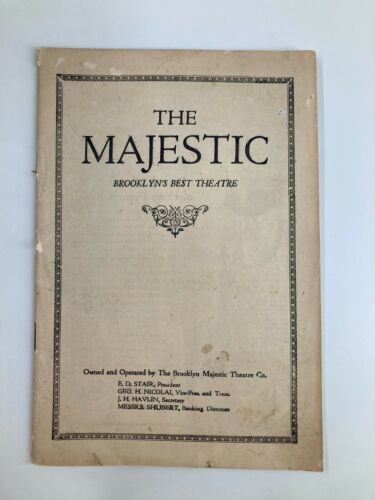 THE
MAJESTIC
BROOKLYN'S BEST THEATRE
Owned and Operated by The Brooklyn Majestic Theatre Co.
E. D. STAIR, President
GEO. H. NICOLAI, Vice-Pres. and Treas.
J. H. HAVLIN, Secretary
MESSRS. SHUBERT, Booking Directors